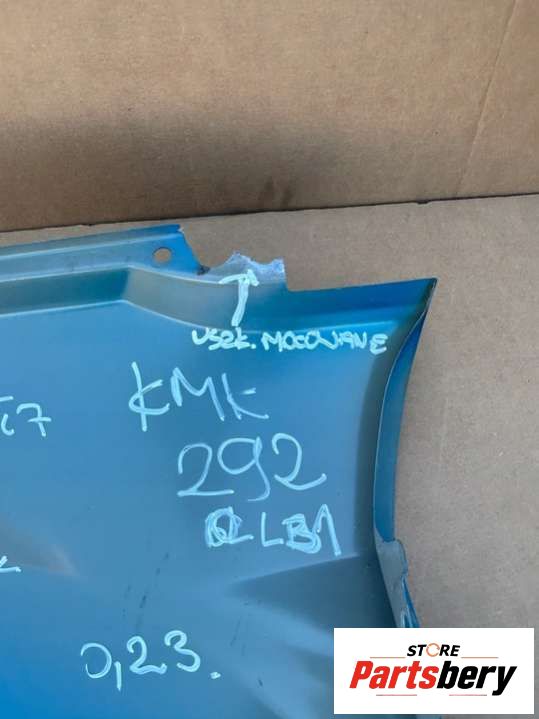 uszk. MOCOWANE
KMK
292
LB1
0,23.
STORE
Partsbery